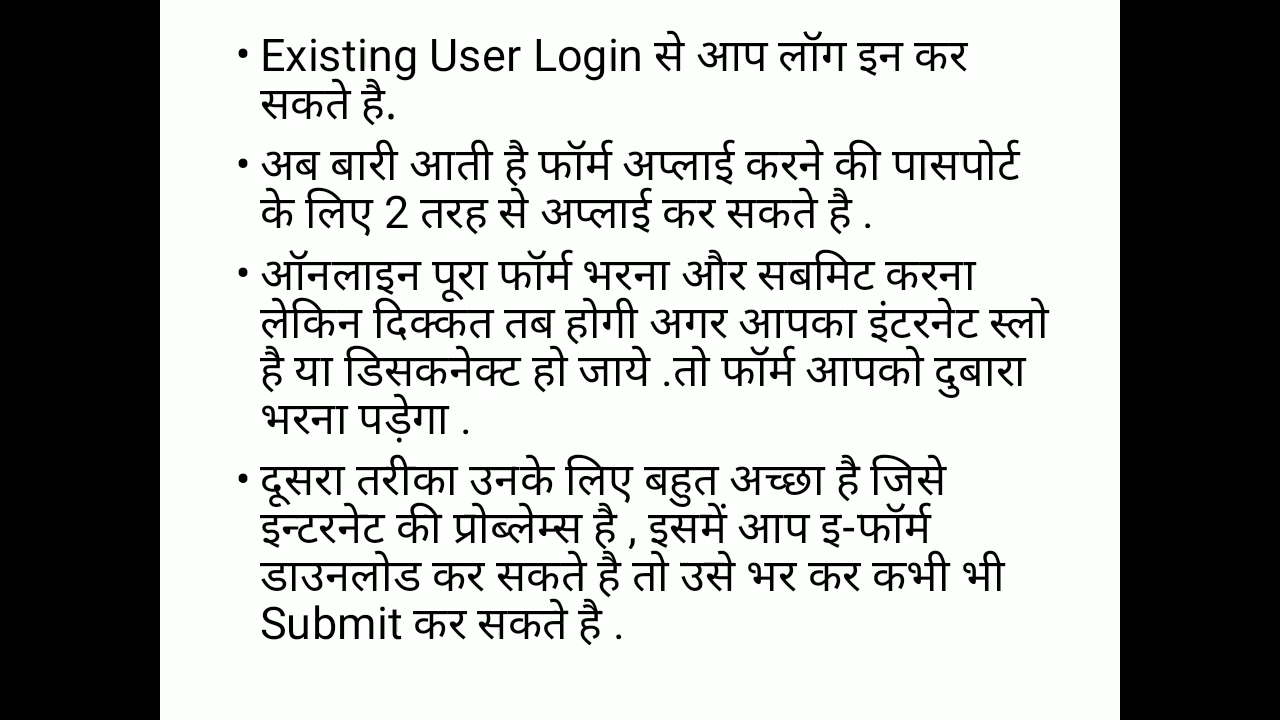 • Existing User Login से आप लॉग इन कर
सकते है.
• अब बारी आती है फॉर्म अप्लाई करने की पासपोर्ट
के लिए 2 तरह से अप्लाई कर सकते है .
• ऑनलाइन पूरा फॉर्म भरना और सबमिट करना
लेकिन दिक्कत तब होगी अगर आपका इंटरनेट स्लो
है या डिसकनेक्ट हो जाये .तो फॉर्म आपको दुबारा
भरना पड़ेगा .
• दूसरा तरीका उनके लिए बहुत अच्छा है जिसे
इन्टरनेट की प्रोब्लेम्स है , इसमें आप इ-फॉर्म
डाउनलोड कर सकते है तो उसे भर कर कभी भी
Submit कर सकते है .